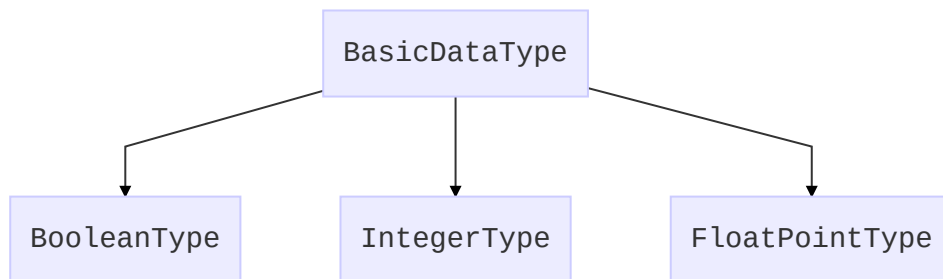 BasicDataType
BooleanType
IntegerType
FloatPointType